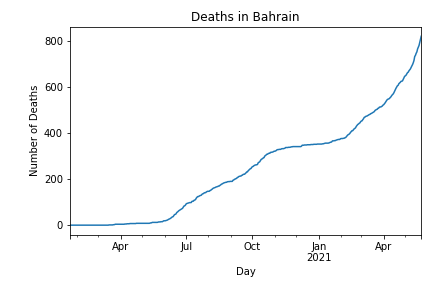 Deaths in Bahrain
800
600
400
200
0
Number of Deaths
Apr
Jul
Oct
Jan
2021
Apr
Day